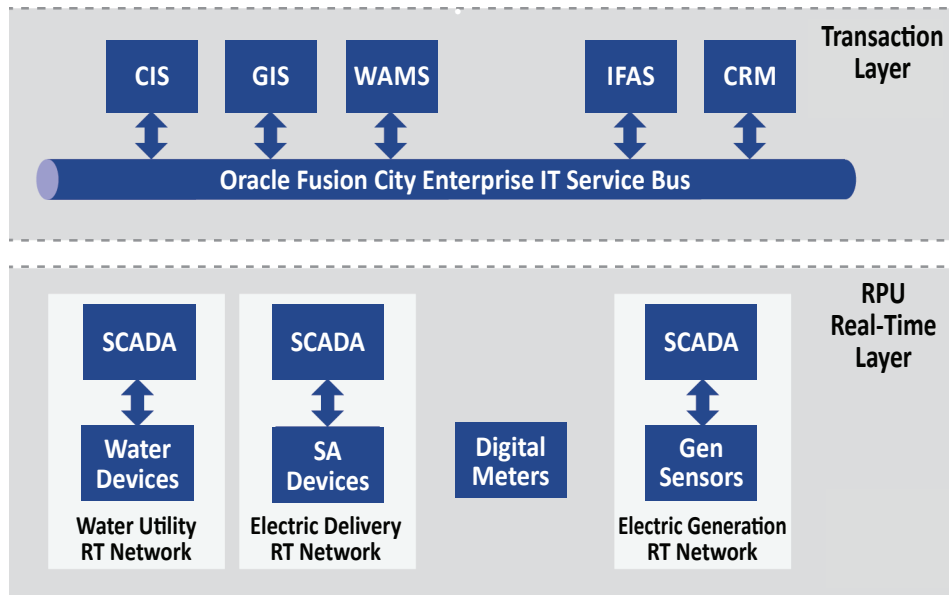 Transaction
Layer
CIS
GIS
WAMS
IFAS
CRM
Oracle Fusion City Enterprise IT Service Bus
RPU
Real-Time
Layer
SCADA
Water
Devices
Water Utility
RT Network
SCADA
SA
Devices
Electric Delivery
RT Network
Digital
Meters
SCADA
Gen
Sensors
Electric Generation
RT Network